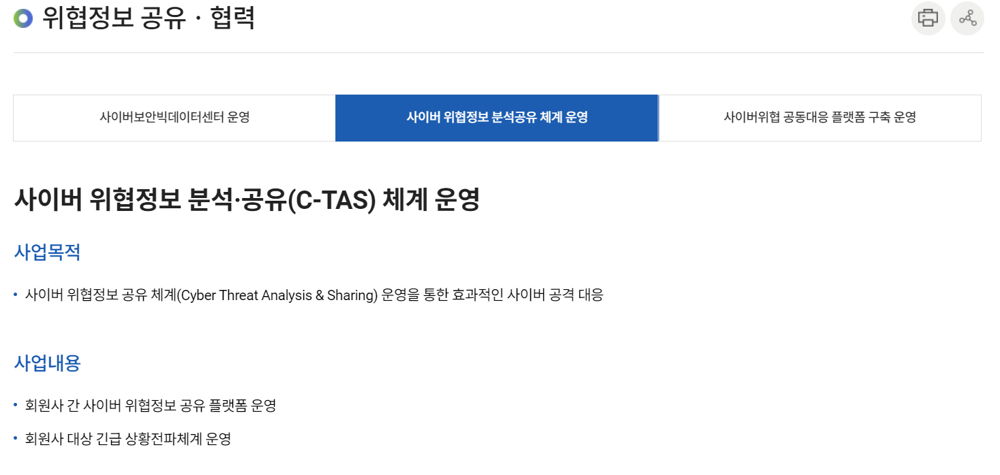 위협정보 공유 · 협력
사이버보안빅데이터센터 운영
사이버 위협정보 분석공유 체계 운영
사이버위협 공동대응 플랫폼 구축 운영
사이버 위협정보 분석·공유(C-TAS) 체계 운영
사업목적
• 사이버 위협정보 공유 체계(Cyber Threat Analysis & Sharing) 운영을 통한 효과적인 사이버 공격 대응
사업내용
• 회원사 간 사이버 위협정보 공유 플랫폼 운영
• 회원사 대상 긴급 상황전파체계 운영